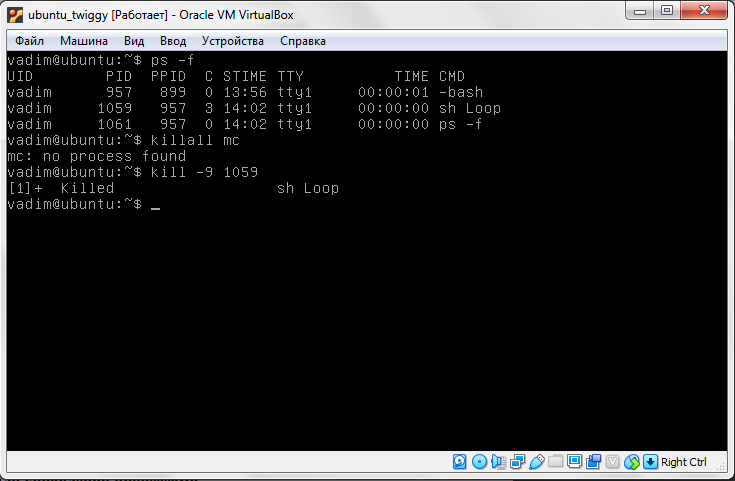 ubuntu_twiggy [Работает] - Oracle VM VirtualBox
Файл Машина Вид Ввод Устройства Справка
vadim@ubuntu:~$ ps -f
UID        PID  PPID  C STIME TTY          TIME CMD
vadim      957   899  0 13:56 tty1     00:00:01 -bash
vadim     1059   957  3 14:02 tty1     00:00:00 sh Loop
vadim     1061   957  0 14:02 tty1     00:00:00 ps -f
vadim@ubuntu:~$ killall mc
mc: no process found
vadim@ubuntu:~$ kill -9 1059
[1]+  Killed                  sh Loop
vadim@ubuntu:~$ _
Right Ctrl